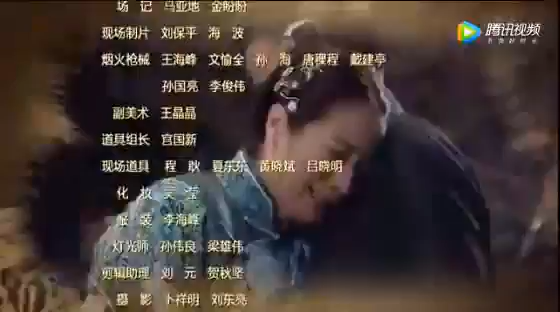 场 记 马亚地 金盼盼
腾讯视频
现场制片 刘保平 海 波
烟火枪械 王海峰 文愉全 孙 海 唐稷程 戴建亭
孙国亮 李俊伟
副美术 王晶晶
道具组长 官国新
现场道具 程 耿 夏东东 黄晓斌 吕晓明
化 妆 吴 滢
服 装 李海峰
灯光师 孙伟良 梁雄伟
剪辑助理 刘 元 贺秋坚
摄 影 卜祥明 刘东亮